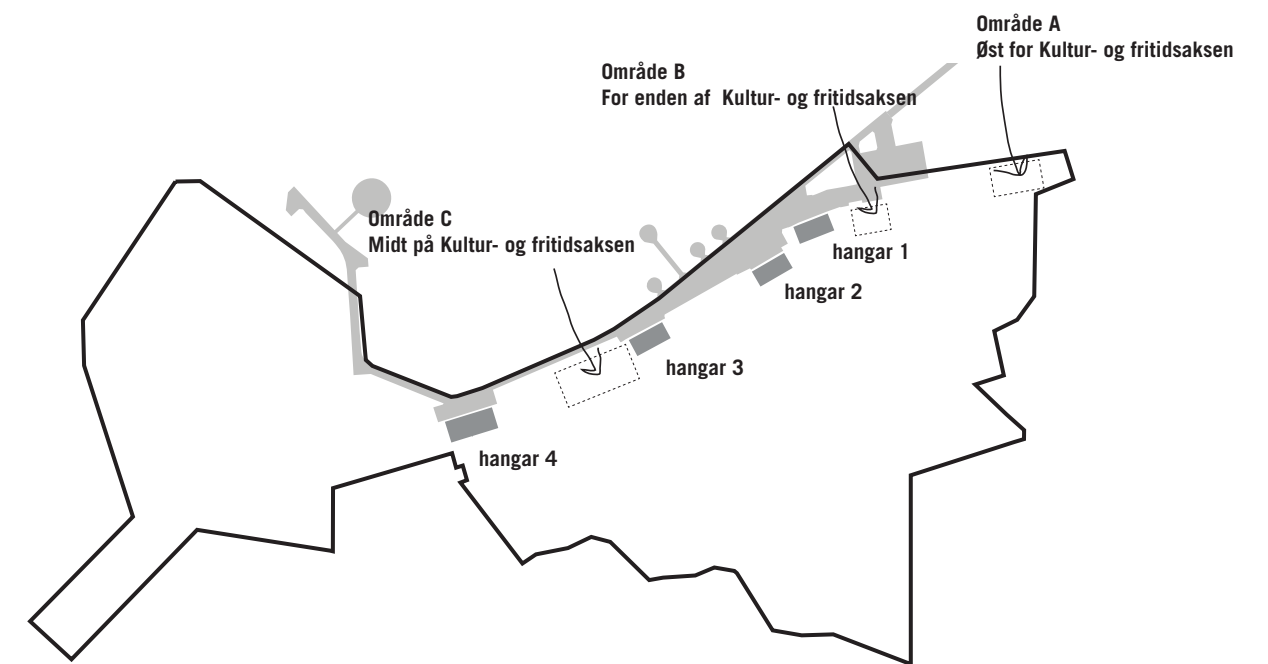 Område A
Øst for Kultur- og fritidsaksen
Område B
For enden af Kultur- og fritidsaksen
Område C
Midt på Kultur- og fritidsaksen
hangar 1
hangar 2
hangar 3
hangar 4